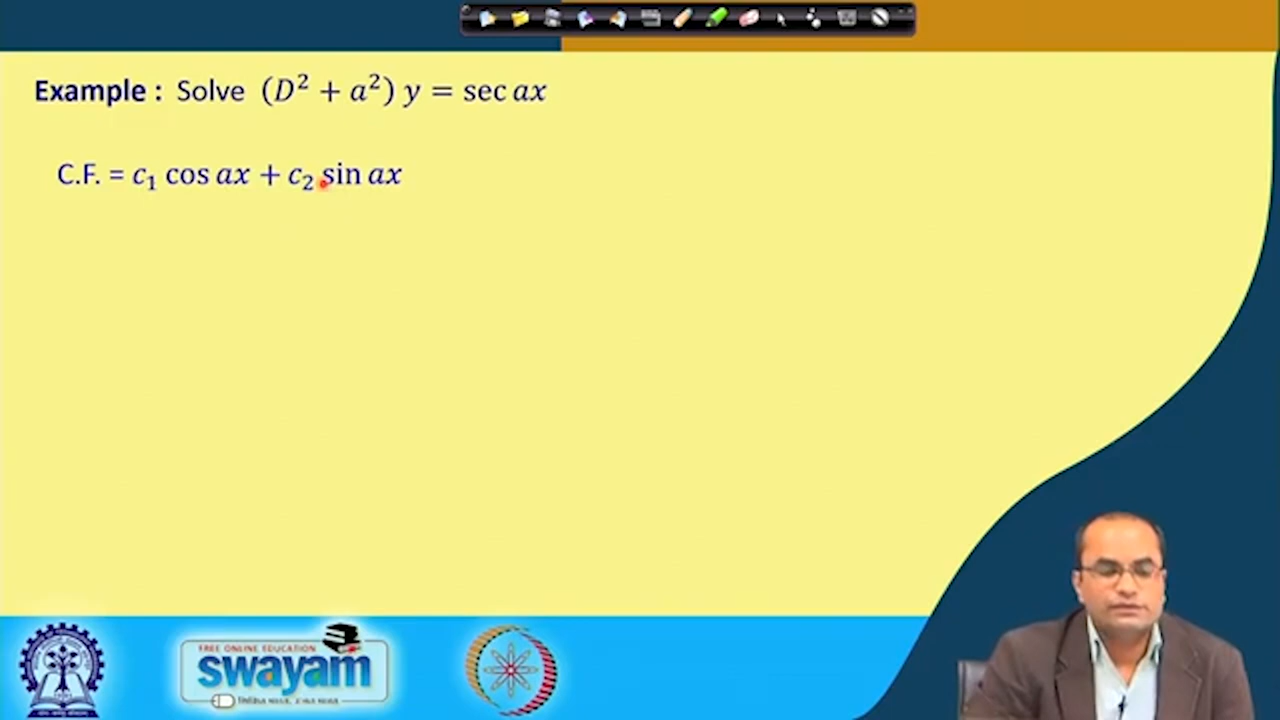 Example : Solve (D² + a²) y = sec ax
C.F. = c₁ cos ax + c₂ sin ax
FREE ONLINE EDUCATION
swayam